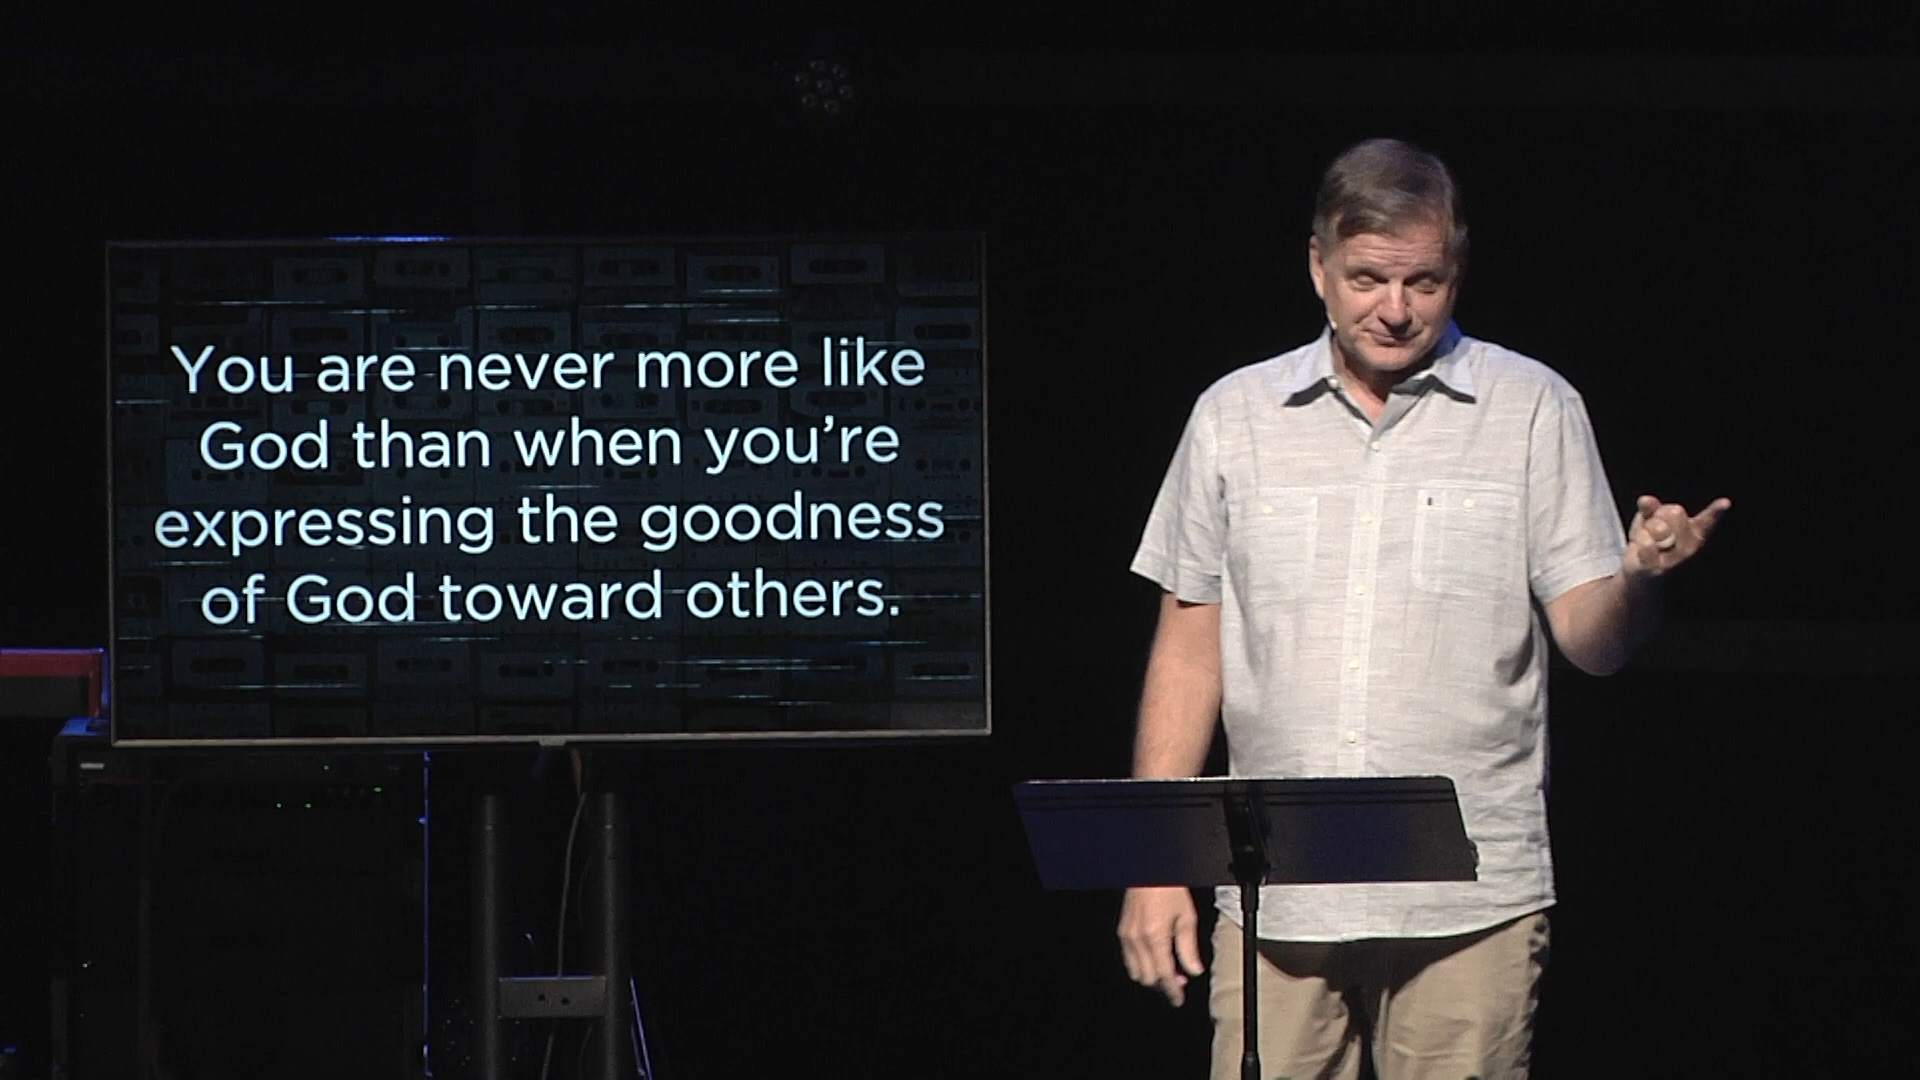 You are never more like
God than when you’re
expressing the goodness
of God toward others.